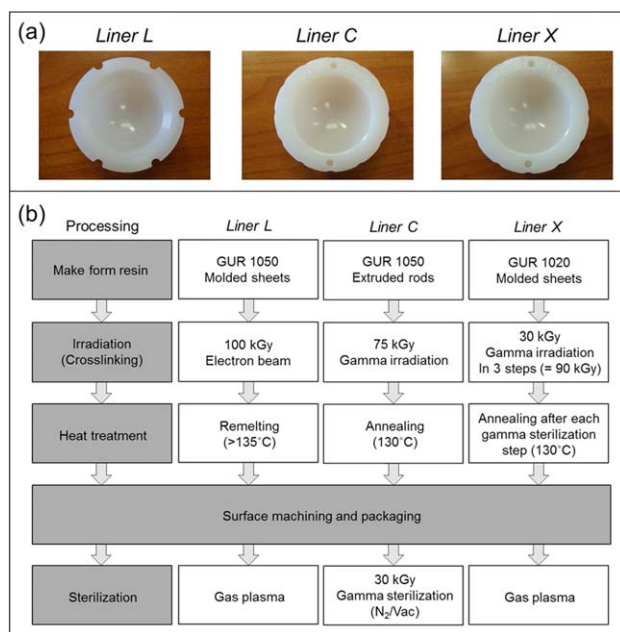 (a)
Liner L
Liner C
Liner X
(b)
Processing
Liner L
Liner C
Liner X
Make form resin
GUR 1050
Molded sheets
GUR 1050
Extruded rods
GUR 1020
Molded sheets
Irradiation
(Crosslinking)
100 kGy
Electron beam
75 kGy
Gamma irradiation
30 kGy
Gamma irradiation
In 3 steps (= 90 kGy)
Heat treatment
Remelting
(>135˚C)
Annealing
(130˚C)
Annealing after each
gamma sterilization
step (130˚C)
Surface machining and packaging
Sterilization
Gas plasma
30 kGy
Gamma sterilization
(N₂/Vac)
Gas plasma